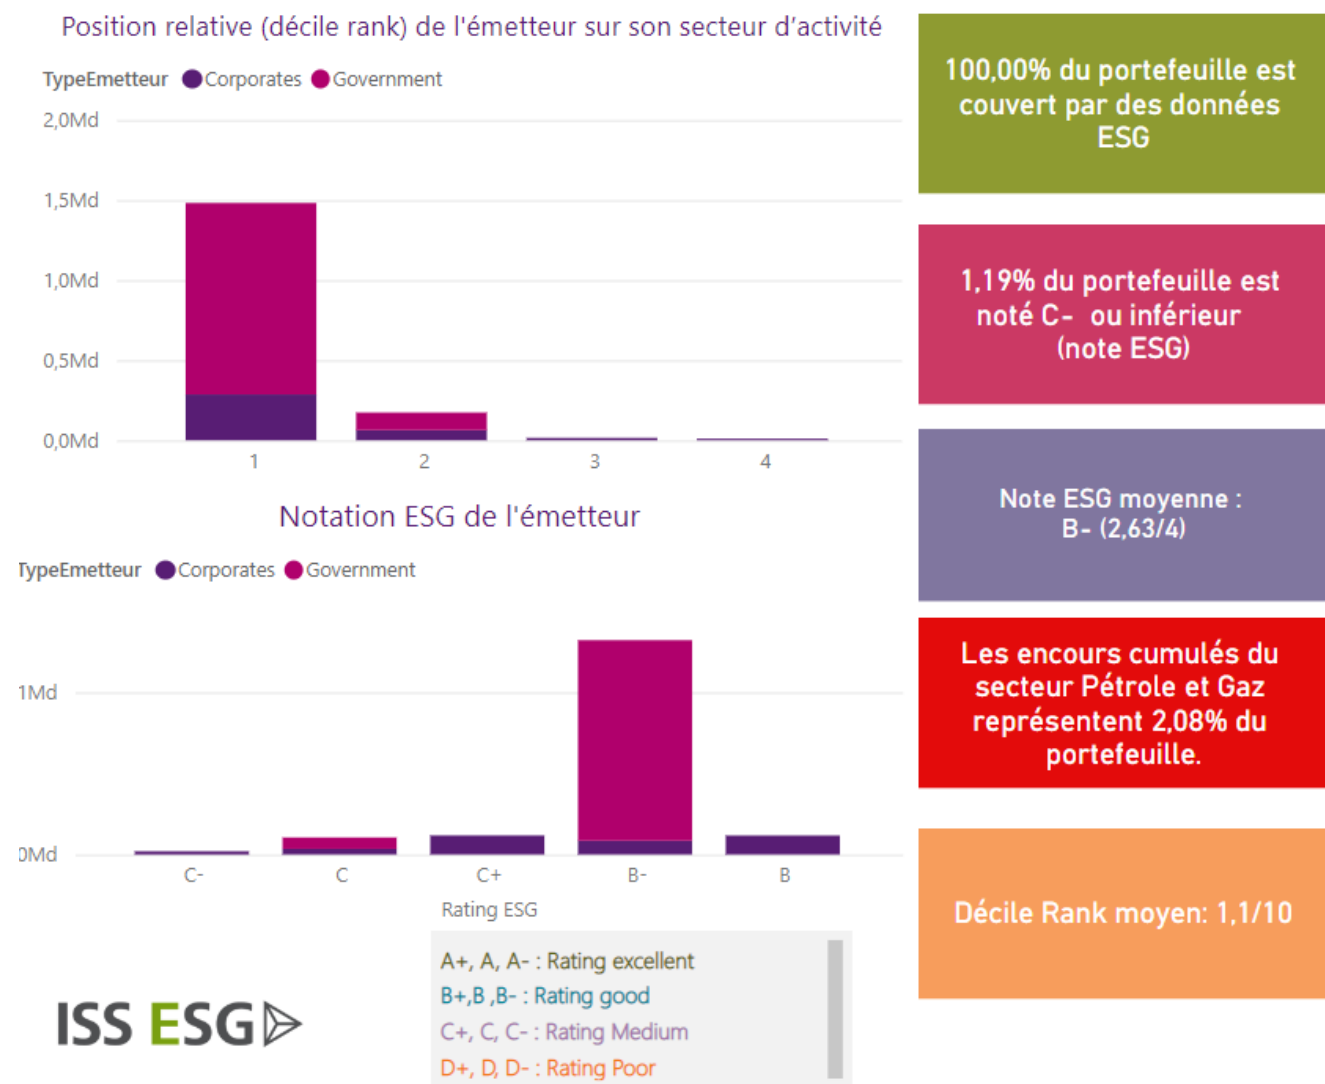 Position relative (décile rank) de l'émetteur sur son secteur d’activité
TypeEmetteur Corporates Government
2,0Md
1,5Md
1,0Md
0,5Md
0,0Md
1 2 3 4
Notation ESG de l'émetteur
TypeEmetteur Corporates Government
1Md
0Md
C- C C+ B- B
Rating ESG
A+, A, A- : Rating excellent
B+,B ,B- : Rating good
C+, C, C- : Rating Medium
D+, D, D- : Rating Poor
ISS ESG
100,00% du portefeuille est
couvert par des données
ESG
1,19% du portefeuille est
noté C- ou inférieur
(note ESG)
Note ESG moyenne :
B- (2,63/4)
Les encours cumulés du
secteur Pétrole et Gaz
représentent 2,08% du
portefeuille.
Décile Rank moyen: 1,1/10